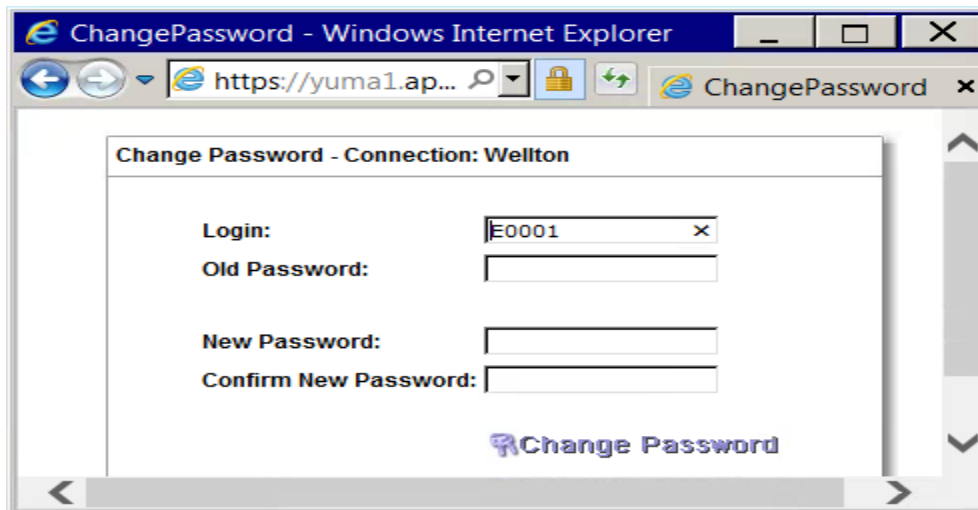 ChangePassword - Windows Internet Explorer
https://yuma1.ap... ChangePassword
Change Password - Connection: Wellton
Login: E0001
Old Password:
New Password:
Confirm New Password:
Change Password